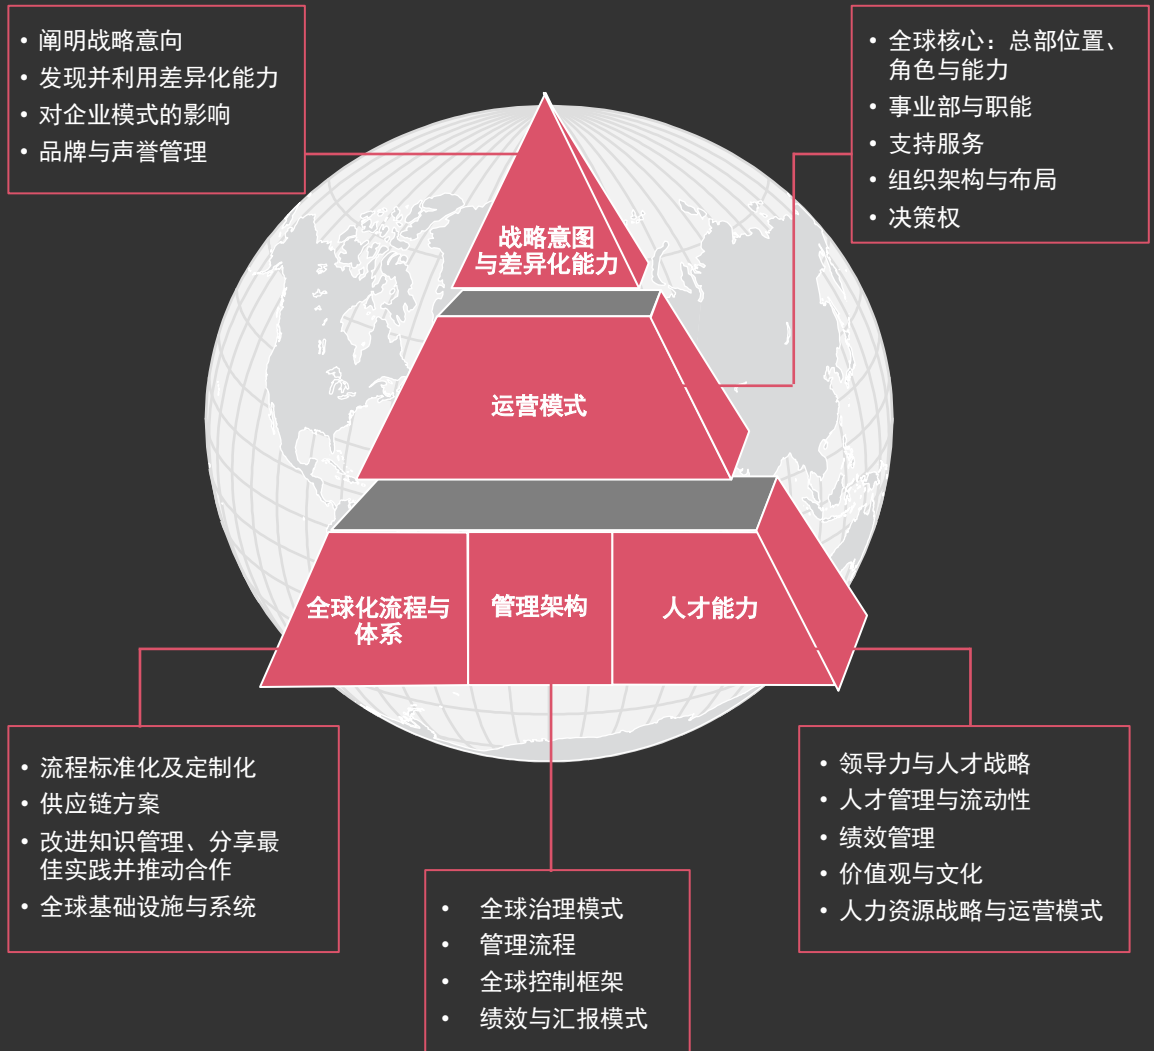 • 阐明战略意向
• 发现并利用差异化能力
• 对企业模式的影响
• 品牌与声誉管理
• 全球核心：总部位置、
角色与能力
• 事业部与职能
• 支持服务
• 组织架构与布局
• 决策权
战略意图
与差异化能力
运营模式
全球化流程与
体系
管理架构
人才能力
• 流程标准化及定制化
• 供应链方案
• 改进知识管理、分享最
佳实践并推动合作
• 全球基础设施与系统
• 全球治理模式
• 管理流程
• 全球控制框架
• 绩效与汇报模式
• 领导力与人才战略
• 人才管理与流动性
• 绩效管理
• 价值观与文化
• 人力资源战略与运营模式